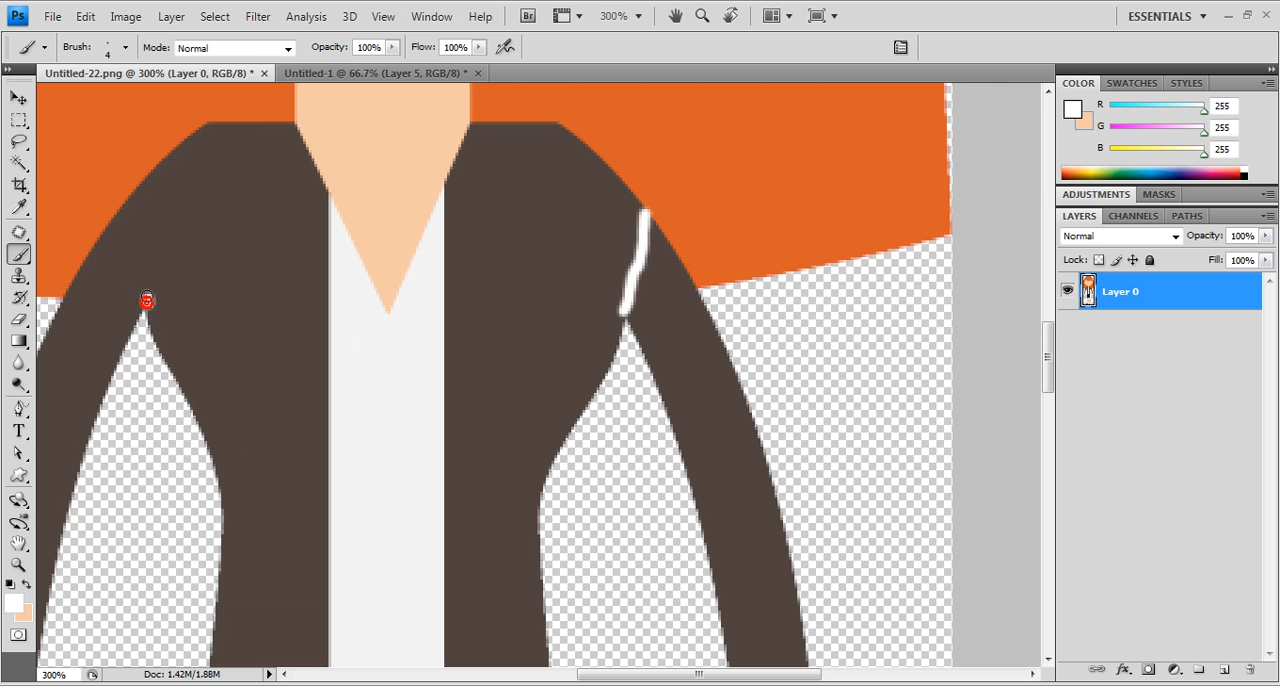 Ps File Edit Image Layer Select Filter Analysis 3D View Window Help Br 300% ESSENTIALS
Brush: 4 Mode: Normal Opacity: 100% Flow: 100%
Untitled-22.png @ 300% (Layer 0, RGB/8) * × Untitled-1 @ 66.7% (Layer 5, RGB/8) * ×
COLOR SWATCHES STYLES
R 255
G 255
B 255
ADJUSTMENTS MASKS
LAYERS CHANNELS PATHS
Normal Opacity: 100%
Lock: Fill: 100%
Layer 0
T
300% Doc: 1.42M/1.88M
fx